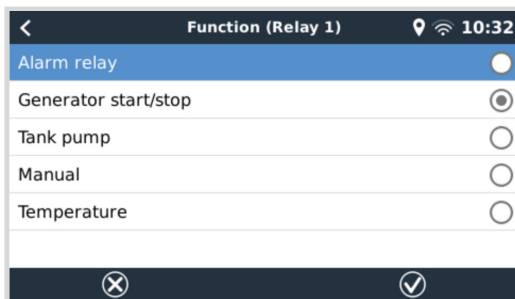 Function (Relay 1) 10:32
Alarm relay
Generator start/stop
Tank pump
Manual
Temperature